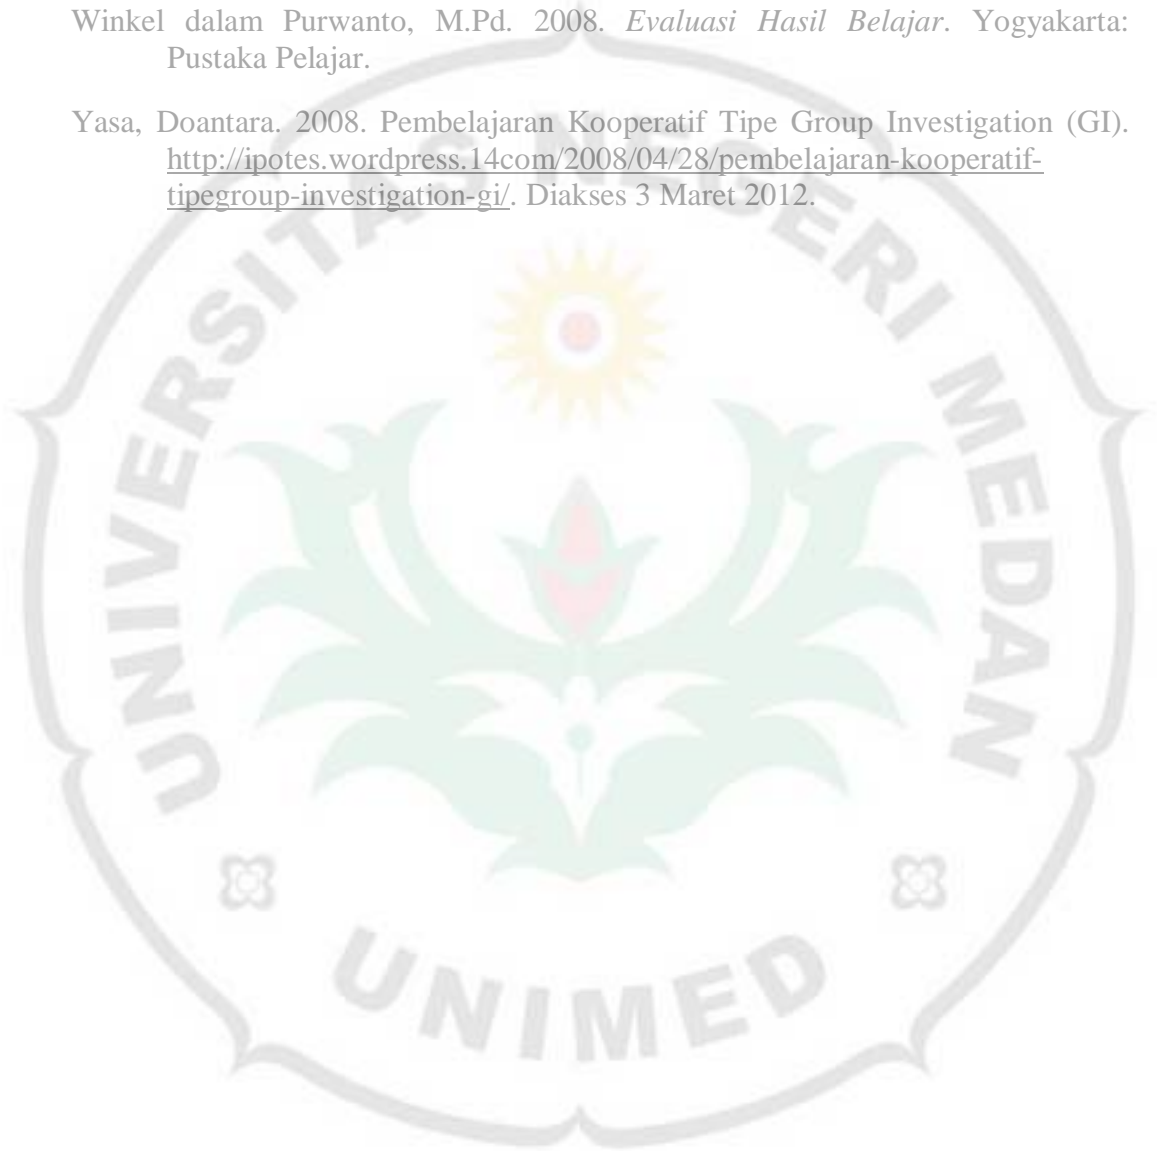 Winkel dalam Purwanto, M.Pd. 2008. Evaluasi Hasil Belajar. Yogyakarta:
Pustaka Pelajar.
Yasa, Doantara. 2008. Pembelajaran Kooperatif Tipe Group Investigation (GI).
http://ipotes.wordpress.14com/2008/04/28/pembelajaran-kooperatif-
tipegroup-investigation-gi/. Diakses 3 Maret 2012.
UNIVERSITAS NEGERI MEDAN
UNIMED